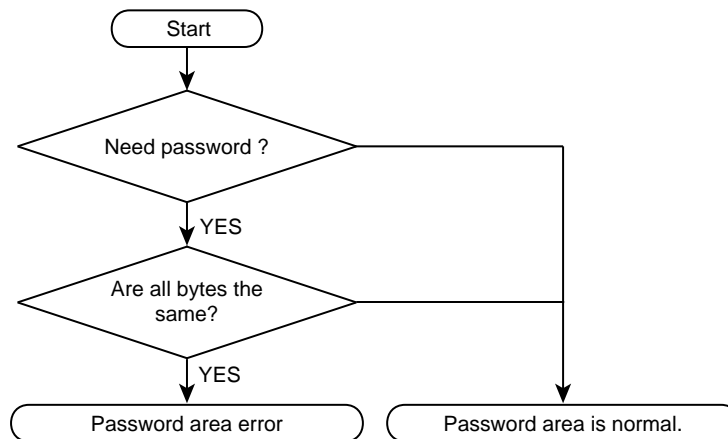 Start
Need password ?
YES
Are all bytes the
same?
YES
Password area error
Password area is normal.